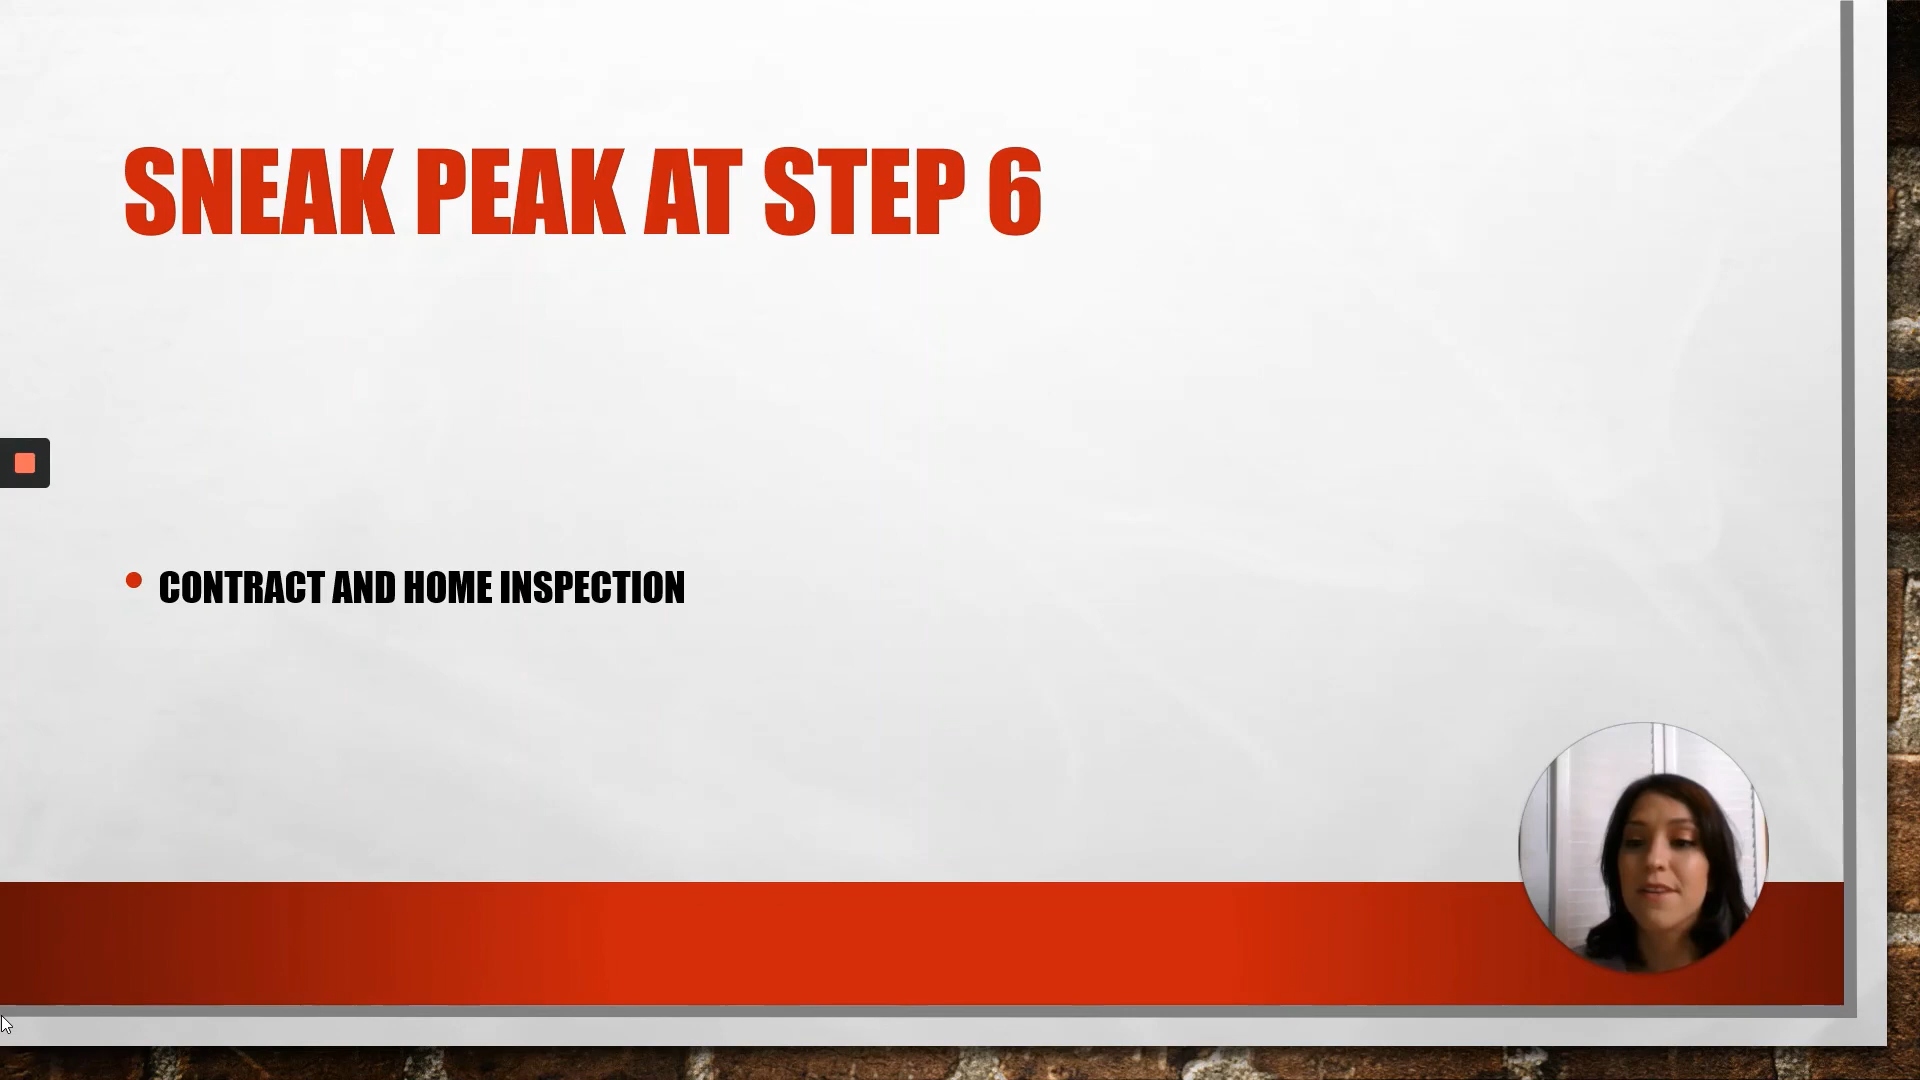 SNEAK PEAK AT STEP 6
• CONTRACT AND HOME INSPECTION